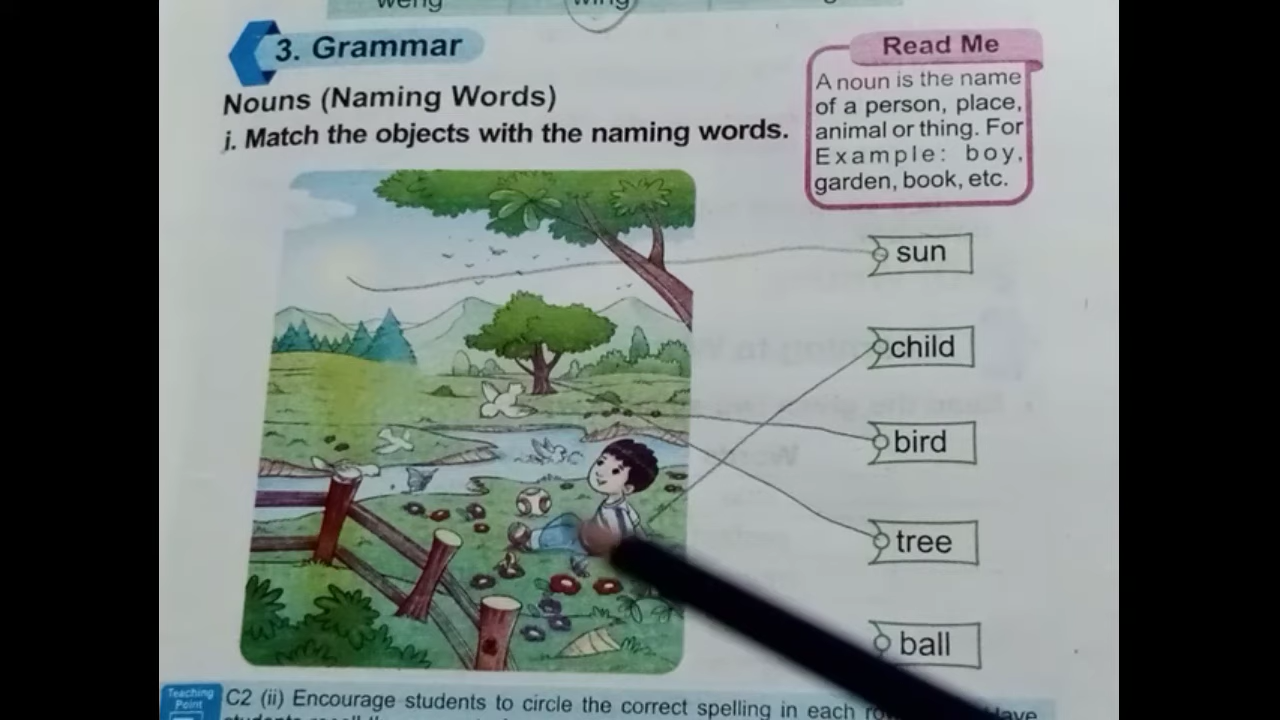 weng wing
3. Grammar
Nouns (Naming Words)
i. Match the objects with the naming words.
Read Me
A noun is the name
of a person, place,
animal or thing. For
Example: boy,
garden, book, etc.
sun
child
bird
tree
ball
Teaching
Point
C2 (ii) Encourage students to circle the correct spelling in each